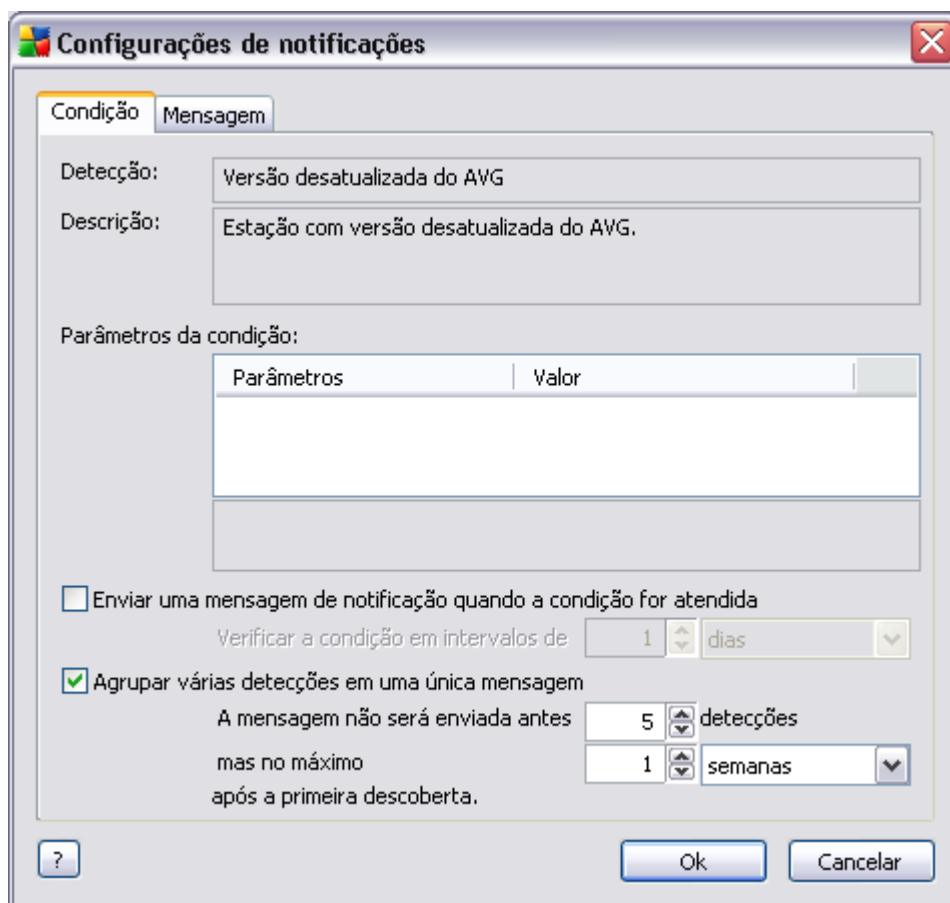 Configurações de notificações
Condição Mensagem
Detecção: Versão desatualizada do AVG
Descrição: Estação com versão desatualizada do AVG.
Parâmetros da condição:
Parâmetros Valor
Enviar uma mensagem de notificação quando a condição for atendida
Verificar a condição em intervalos de 1 dias
Agrupar várias detecções em uma única mensagem
A mensagem não será enviada antes 5 detecções
mas no máximo 1 semanas
após a primeira descoberta.
? Ok Cancelar